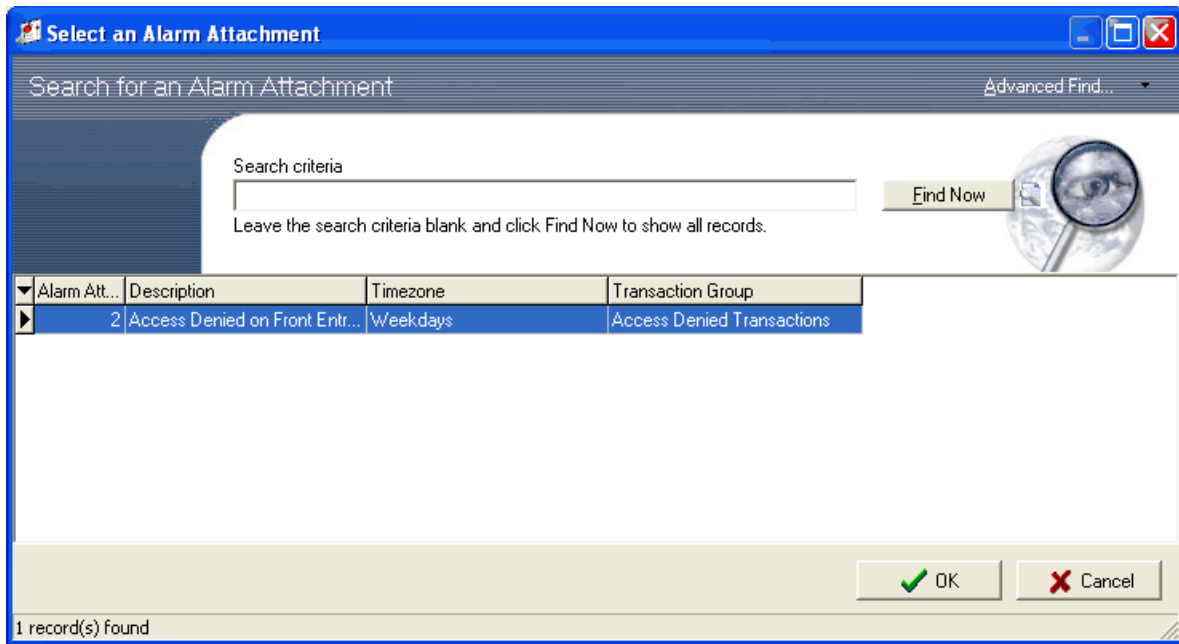 Select an Alarm Attachment
Search for an Alarm Attachment
Advanced Find...
Search criteria
Find Now
Leave the search criteria blank and click Find Now to show all records.
Alarm Att... Description Timezone Transaction Group
2 Access Denied on Front Entr... Weekdays Access Denied Transactions
OK Cancel
1 record(s) found